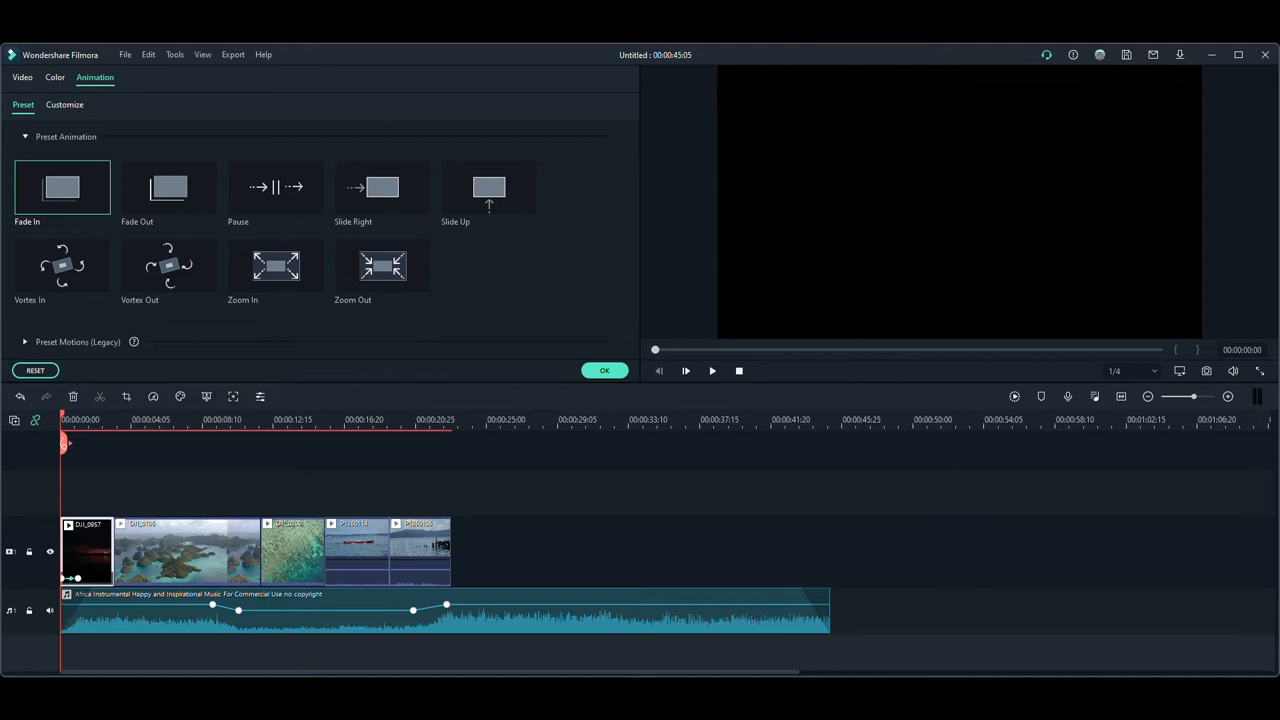 Wondershare Filmora File Edit Tools View Export Help Untitled : 00:00:45:05
Video Color Animation
Preset Customize
Preset Animation
Fade In Fade Out Pause Slide Right Slide Up
Vortex In Vortex Out Zoom In Zoom Out
Preset Motions (Legacy) ?
00:00:00:00
RESET OK
1/4
00:00:00:00 00:00:04:05 00:00:08:10 00:00:12:15 00:00:16:20 00:00:20:25 00:00:25:00 00:00:29:05 00:00:33:10 00:00:37:15 00:00:41:20 00:00:45:25 00:00:50:00 00:00:54:05 00:00:58:10 00:01:02:15 00:01:06:20
DJI_0957 DJI_0106 P1260114 P1260106
1
Africa Instrumental Happy and Inspirational Music For Commercial Use no copyright
1